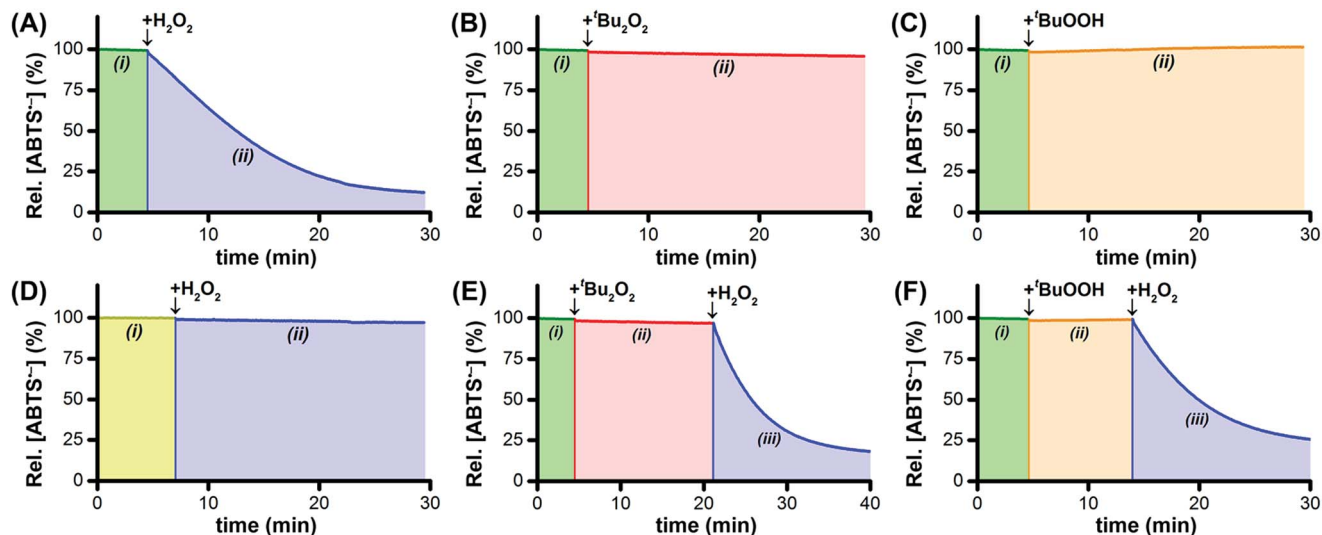 (A) +H₂O₂
Rel. [ABTS•−] (%)
100
75
50
25
0
(i)
(ii)
0 10 20 30
time (min)
(B) +ᵗBu₂O₂
Rel. [ABTS•−] (%)
100
75
50
25
0
(i)
(ii)
0 10 20 30
time (min)
(C) +ᵗBuOOH
Rel. [ABTS•−] (%)
100
75
50
25
0
(i)
(ii)
0 10 20 30
time (min)
(D) +H₂O₂
Rel. [ABTS•−] (%)
100
75
50
25
0
(i)
(ii)
0 10 20 30
time (min)
(E) +ᵗBu₂O₂ +H₂O₂
Rel. [ABTS•−] (%)
100
75
50
25
0
(i)
(ii)
(iii)
0 10 20 30 40
time (min)
(F) +ᵗBuOOH +H₂O₂
Rel. [ABTS•−] (%)
100
75
50
25
0
(i)
(ii)
(iii)
0 10 20 30
time (min)